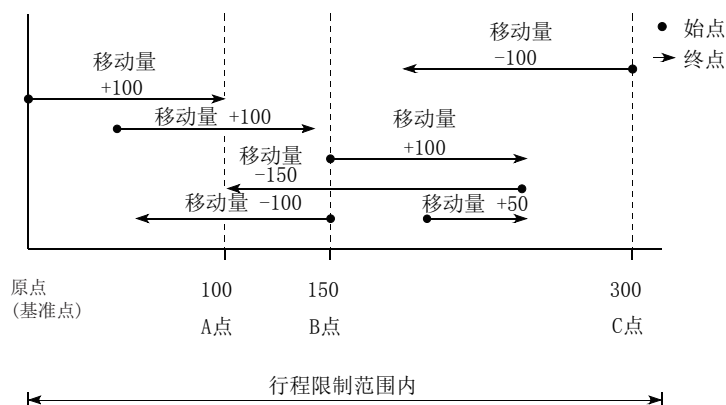 始点
终点
移动量
-100
移动量
+100
移动量 +100
移动量
+100
移动量
-150
移动量 -100
移动量 +50
原点
(基准点)
100
A点
150
B点
300
C点
行程限制范围内